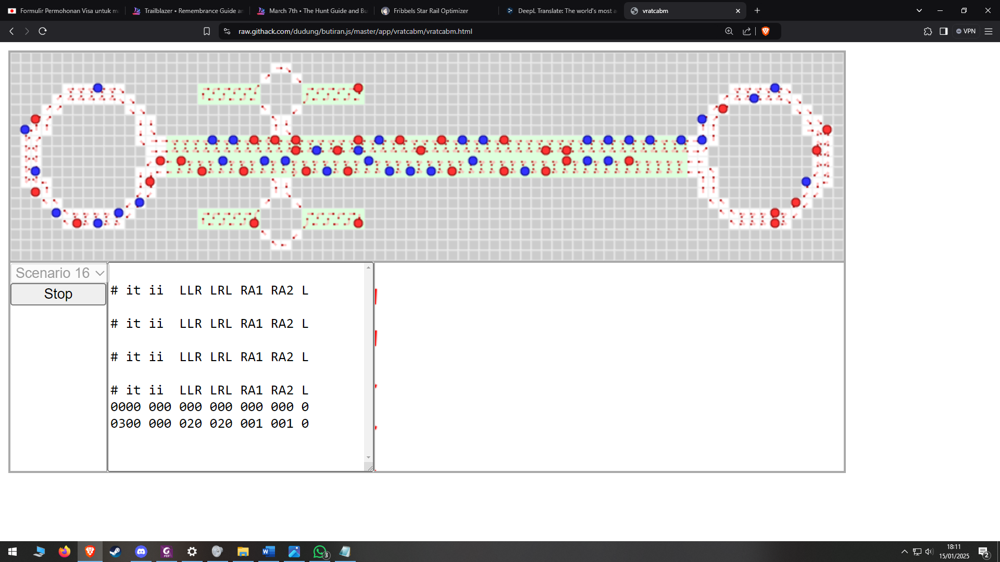 Formulir Permohonan Visa untuk m
Trailblazer • Remembrance Guide an
March 7th • The Hunt Guide and Bu
Fribbels Star Rail Optimizer
DeepL Translate: The world's most a
vratcabm
raw.githack.com/dudung/butiran.js/master/app/vratcabm/vratcabm.html
VPN
Scenario 16
Stop
# it ii  LLR LRL RA1 RA2 L
# it ii  LLR LRL RA1 RA2 L
# it ii  LLR LRL RA1 RA2 L
# it ii  LLR LRL RA1 RA2 L
0000 000 000 000 000 000 0
0300 000 020 020 001 001 0
PDF
3
18:11
15/01/2025
2